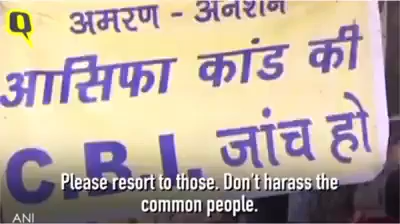 Q
अमरण - अनशन
आसिफा कांड की
C.B.I. जांच हो
Please resort to those. Don't harass the
common people.
ANI